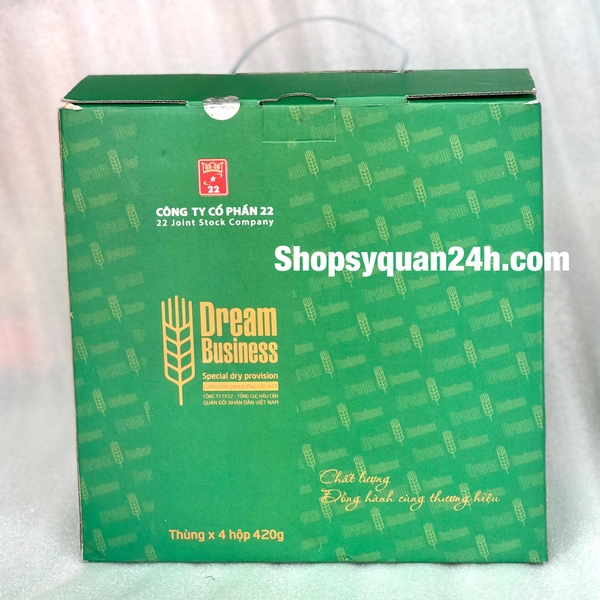 22
CÔNG TY CỔ PHẦN 22
22 Joint Stock Company
Shopsyquan24h.com
Dream
Business
Special dry provision
CÔNG TY CP22 - TỔNG CỤC HẬU CẦN
QUÂN ĐỘI NHÂN DÂN VIỆT NAM
Chất lượng
Đồng hành cùng thương hiệu
Thùng x 4 hộp 420g